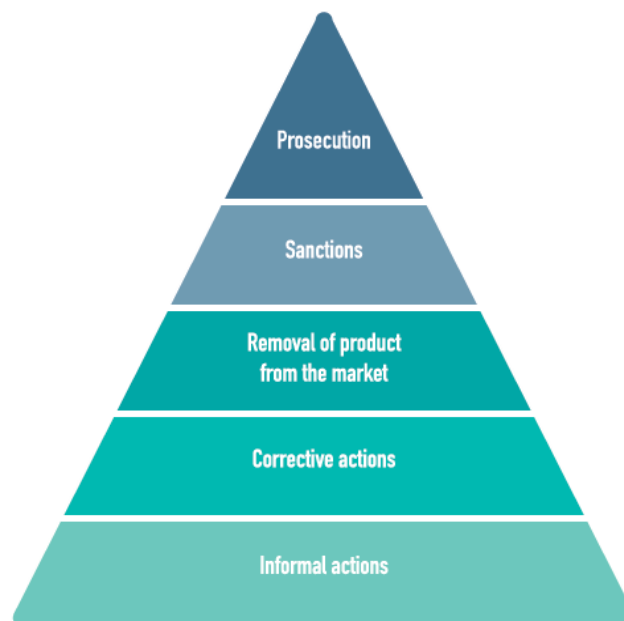 Prosecution
Sanctions
Removal of product
from the market
Corrective actions
Informal actions